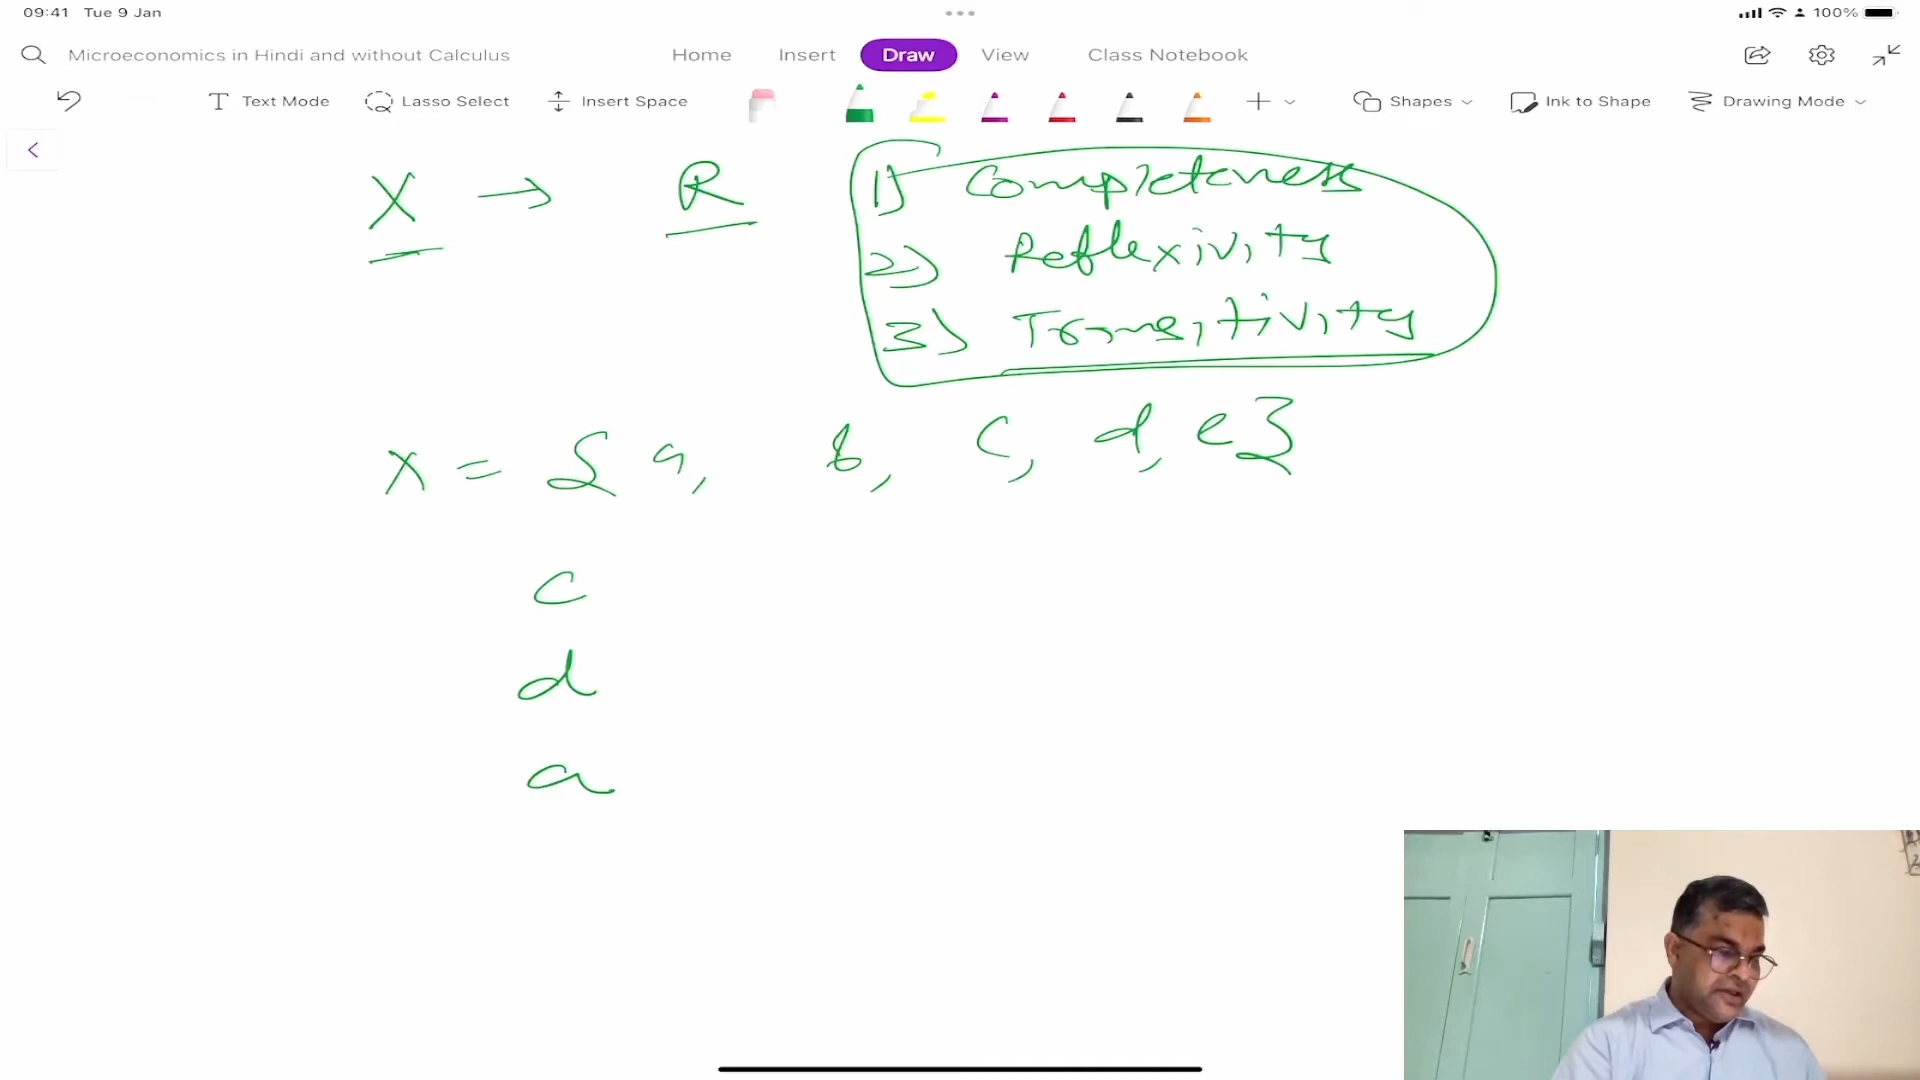 09:41 Tue 9 Jan 100%
Microeconomics in Hindi and without Calculus Home Insert Draw View Class Notebook
Text Mode Lasso Select Insert Space Shapes Ink to Shape Drawing Mode
X → R 1) Completeness
2) Reflexivity
3) Transitivity
X = { a, b, c, d, e }
c
d
a